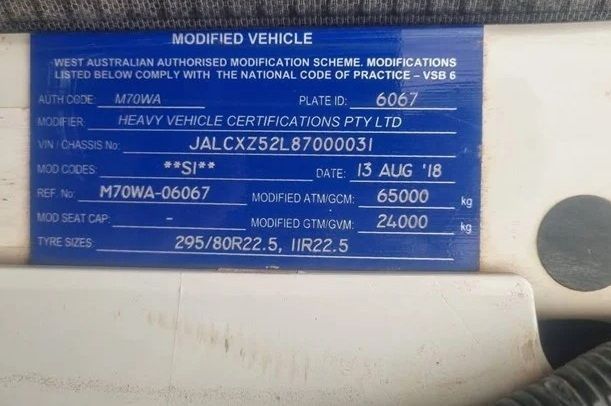 MODIFIED VEHICLE
WEST AUSTRALIAN AUTHORISED MODIFICATION SCHEME. MODIFICATIONS
LISTED BELOW COMPLY WITH THE NATIONAL CODE OF PRACTICE – VSB 6
AUTH CODE: M70WA PLATE ID: 6067
MODIFIER: HEAVY VEHICLE CERTIFICATIONS PTY LTD
VIN / CHASSIS No: JALCXZ52L87000031
MOD CODES: **S1** DATE: 13 AUG '18
REF. No: M70WA-06067 MODIFIED ATM/GCM: 65000 kg
MOD SEAT CAP: - MODIFIED GTM/GVM: 24000 kg
TYRE SIZES: 295/80R22.5, 11R22.5